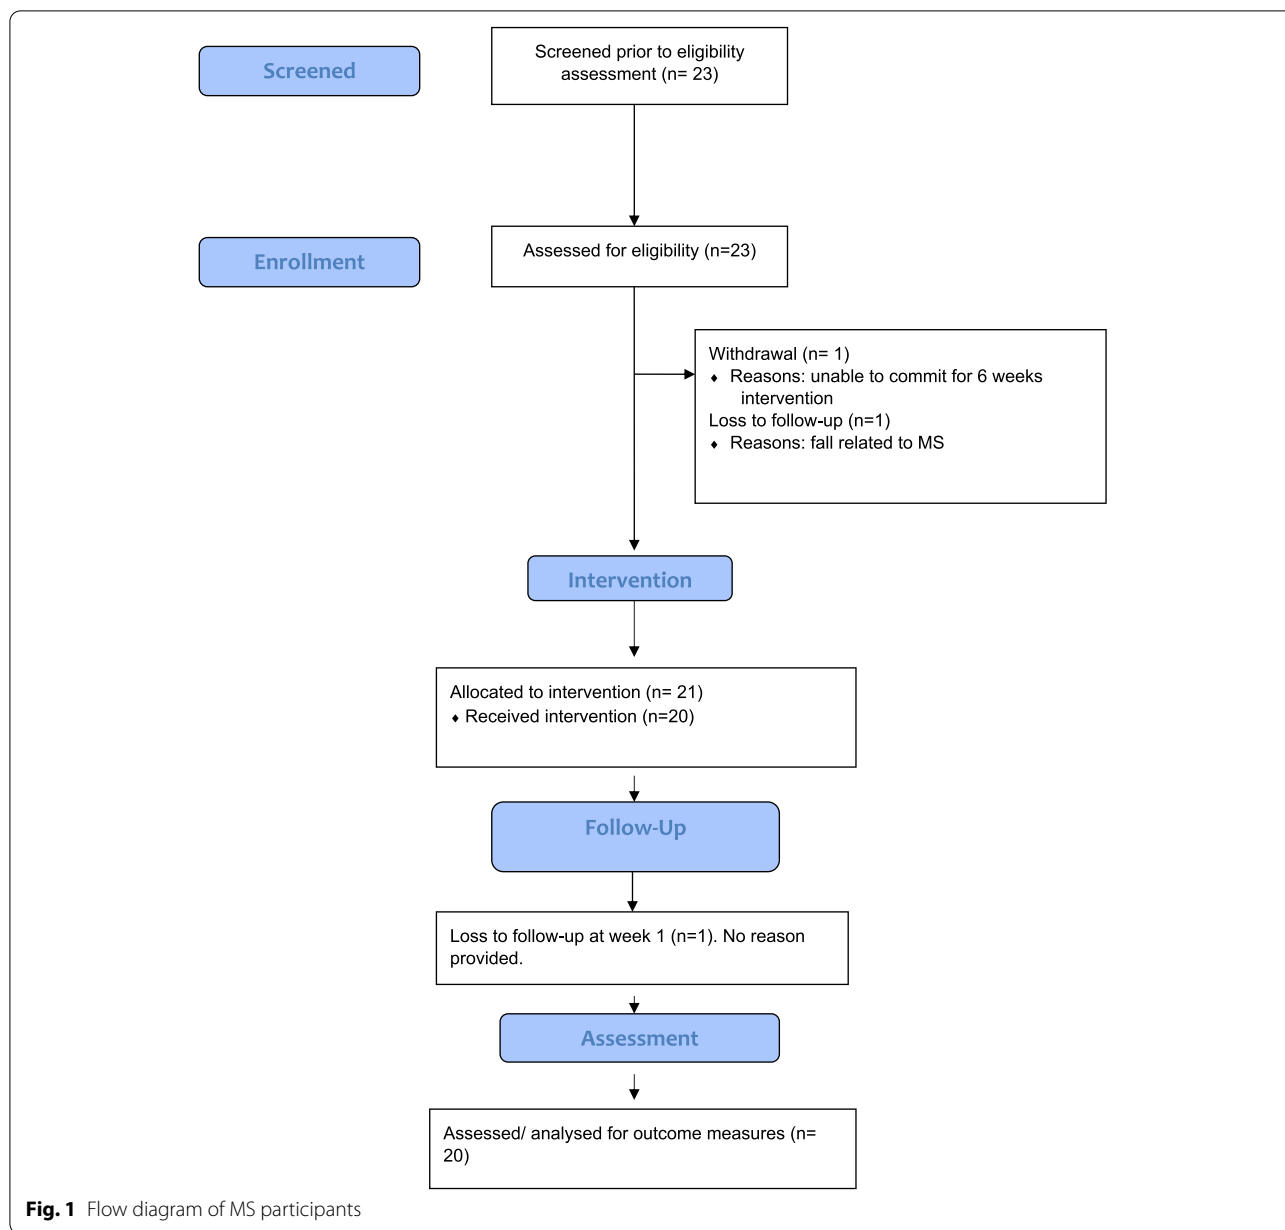 Screened
Screened prior to eligibility
assessment (n= 23)
Enrollment
Assessed for eligibility (n=23)
Withdrawal (n= 1)
♦ Reasons: unable to commit for 6 weeks
intervention
Loss to follow-up (n=1)
♦ Reasons: fall related to MS
Intervention
Allocated to intervention (n= 21)
♦ Received intervention (n=20)
Follow-Up
Loss to follow-up at week 1 (n=1). No reason
provided.
Assessment
Assessed/ analysed for outcome measures (n=
20)
Fig. 1 Flow diagram of MS participants